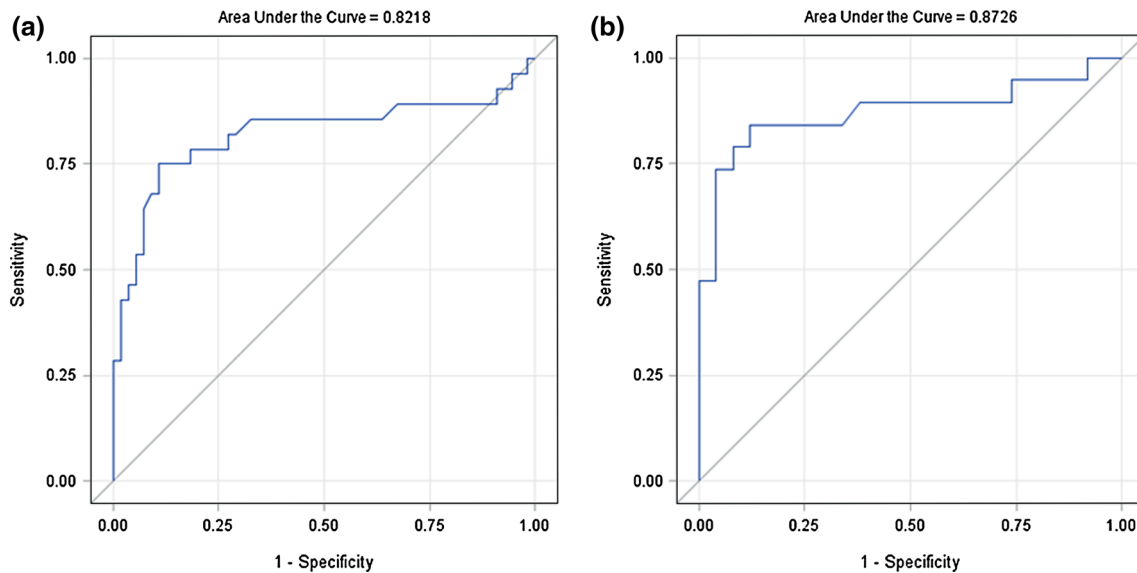 (a)
Area Under the Curve = 0.8218
1.00
0.75
0.50
0.25
0.00
Sensitivity
0.00 0.25 0.50 0.75 1.00
1 - Specificity
(b)
Area Under the Curve = 0.8726
1.00
0.75
0.50
0.25
0.00
Sensitivity
0.00 0.25 0.50 0.75 1.00
1 - Specificity